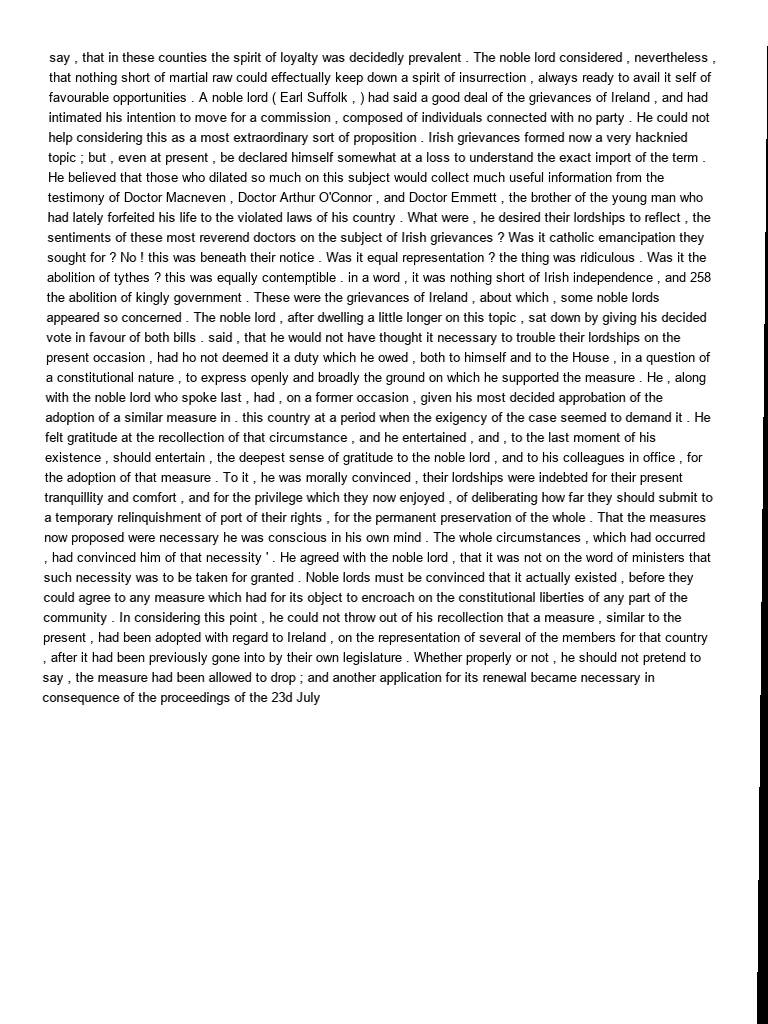 say , that in these counties the spirit of loyalty was decidedly prevalent . The noble lord considered , nevertheless ,
that nothing short of martial raw could effectually keep down a spirit of insurrection , always ready to avail it self of
favourable opportunities . A noble lord ( Earl Suffolk , ) had said a good deal of the grievances of Ireland , and had
intimated his intention to move for a commission , composed of individuals connected with no party . He could not
help considering this as a most extraordinary sort of proposition . Irish grievances formed now a very hacknied
topic ; but , even at present , be declared himself somewhat at a loss to understand the exact import of the term .
He believed that those who dilated so much on this subject would collect much useful information from the
testimony of Doctor Macneven , Doctor Arthur O'Connor , and Doctor Emmett , the brother of the young man who
had lately forfeited his life to the violated laws of his country . What were , he desired their lordships to reflect , the
sentiments of these most reverend doctors on the subject of Irish grievances ? Was it catholic emancipation they
sought for ? No ! this was beneath their notice . Was it equal representation ? the thing was ridiculous . Was it the
abolition of tythes ? this was equally contemptible . in a word , it was nothing short of Irish independence , and 258
the abolition of kingly government . These were the grievances of Ireland , about which , some noble lords
appeared so concerned . The noble lord , after dwelling a little longer on this topic , sat down by giving his decided
vote in favour of both bills . said , that he would not have thought it necessary to trouble their lordships on the
present occasion , had ho not deemed it a duty which he owed , both to himself and to the House , in a question of
a constitutional nature , to express openly and broadly the ground on which he supported the measure . He , along
with the noble lord who spoke last , had , on a former occasion , given his most decided approbation of the
adoption of a similar measure in . this country at a period when the exigency of the case seemed to demand it . He
felt gratitude at the recollection of that circumstance , and he entertained , and , to the last moment of his
existence , should entertain , the deepest sense of gratitude to the noble lord , and to his colleagues in office , for
the adoption of that measure . To it , he was morally convinced , their lordships were indebted for their present
tranquillity and comfort , and for the privilege which they now enjoyed , of deliberating how far they should submit to
a temporary relinquishment of port of their rights , for the permanent preservation of the whole . That the measures
now proposed were necessary he was conscious in his own mind . The whole circumstances , which had occurred
, had convinced him of that necessity ' . He agreed with the noble lord , that it was not on the word of ministers that
such necessity was to be taken for granted . Noble lords must be convinced that it actually existed , before they
could agree to any measure which had for its object to encroach on the constitutional liberties of any part of the
community . In considering this point , he could not throw out of his recollection that a measure , similar to the
present , had been adopted with regard to Ireland , on the representation of several of the members for that country
, after it had been previously gone into by their own legislature . Whether properly or not , he should not pretend to
say , the measure had been allowed to drop ; and another application for its renewal became necessary in
consequence of the proceedings of the 23d July